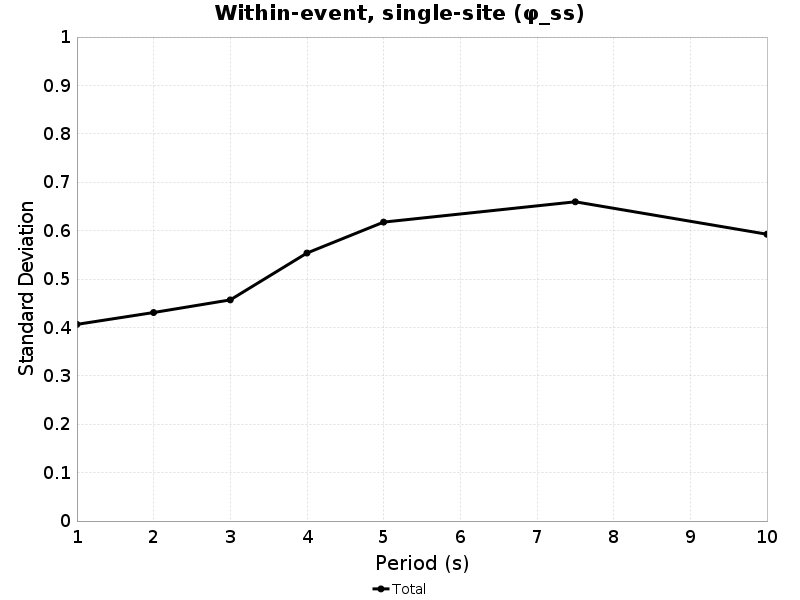 Within-event, single-site (φ_ss)
1
0.9
0.8
0.7
0.6
0.5
0.4
0.3
0.2
0.1
0
Standard Deviation
1 2 3 4 5 6 7 8 9 10
Period (s)
Total